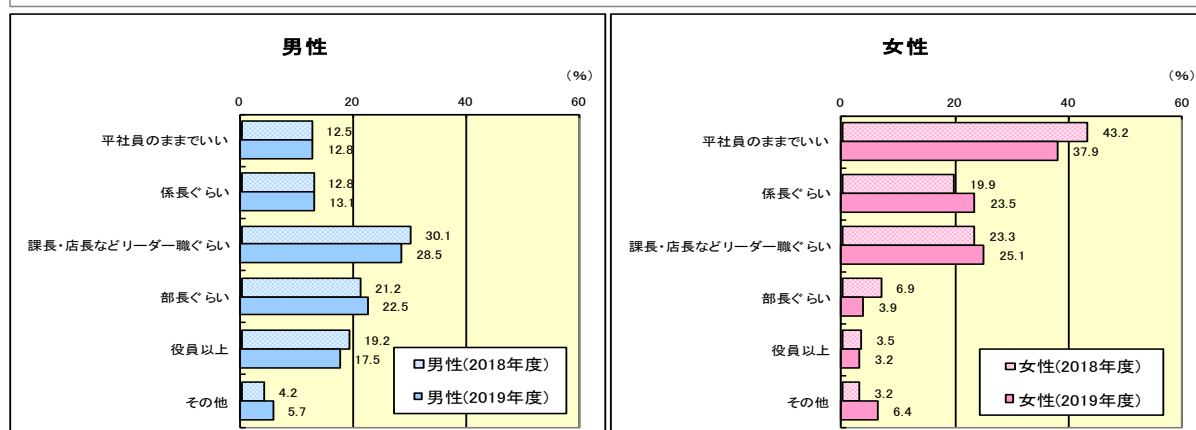 男性
(%)
0 20 40 60
平社員のままでいい 12.5 12.8
係長ぐらい 12.8 13.1
課長・店長などリーダー職ぐらい 30.1 28.5
部長ぐらい 21.2 22.5
役員以上 19.2 17.5
その他 4.2 5.7
男性(2018年度)
男性(2019年度)
女性
(%)
0 20 40 60
平社員のままでいい 43.2 37.9
係長ぐらい 19.9 23.5
課長・店長などリーダー職ぐらい 23.3 25.1
部長ぐらい 6.9 3.9
役員以上 3.5 3.2
その他 3.2 6.4
女性(2018年度)
女性(2019年度)